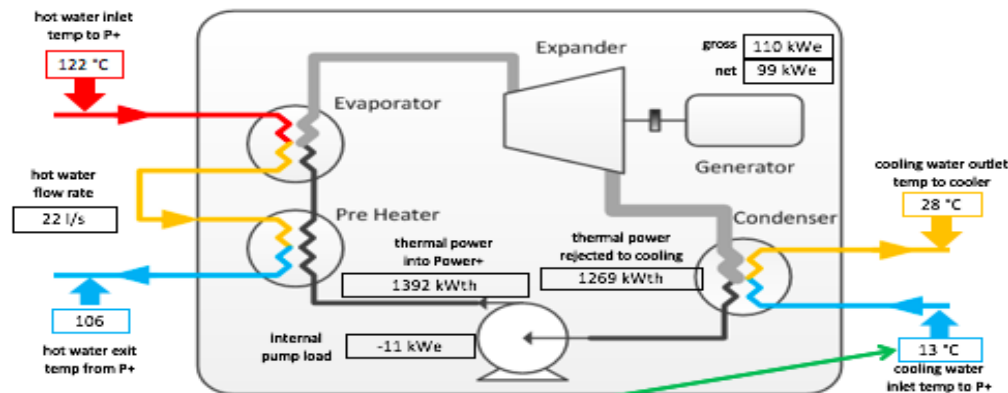 hot water inlet
temp to P+
122 °C
Evaporator
Expander
gross
110 kWe
net
99 kWe
Generator
hot water
flow rate
22 l/s
Pre Heater
thermal power
into Power+
1392 kWth
thermal power
rejected to cooling
1269 kWth
Condenser
cooling water outlet
temp to cooler
28 °C
106
hot water exit
temp from P+
internal
pump load
-11 kWe
13 °C
cooling water
inlet temp to P+